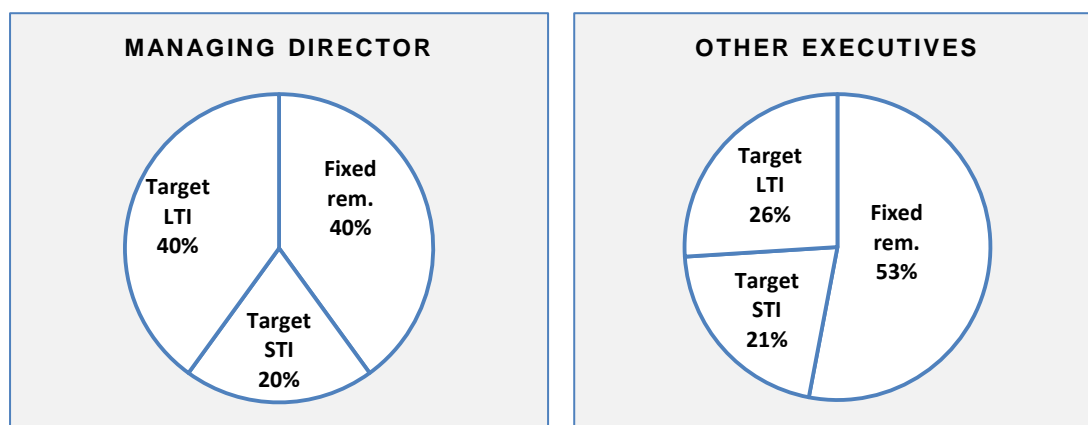 MANAGING DIRECTOR
Target
LTI
40%
Fixed
rem.
40%
Target
STI
20%
OTHER EXECUTIVES
Target
LTI
26%
Fixed
rem.
53%
Target
STI
21%